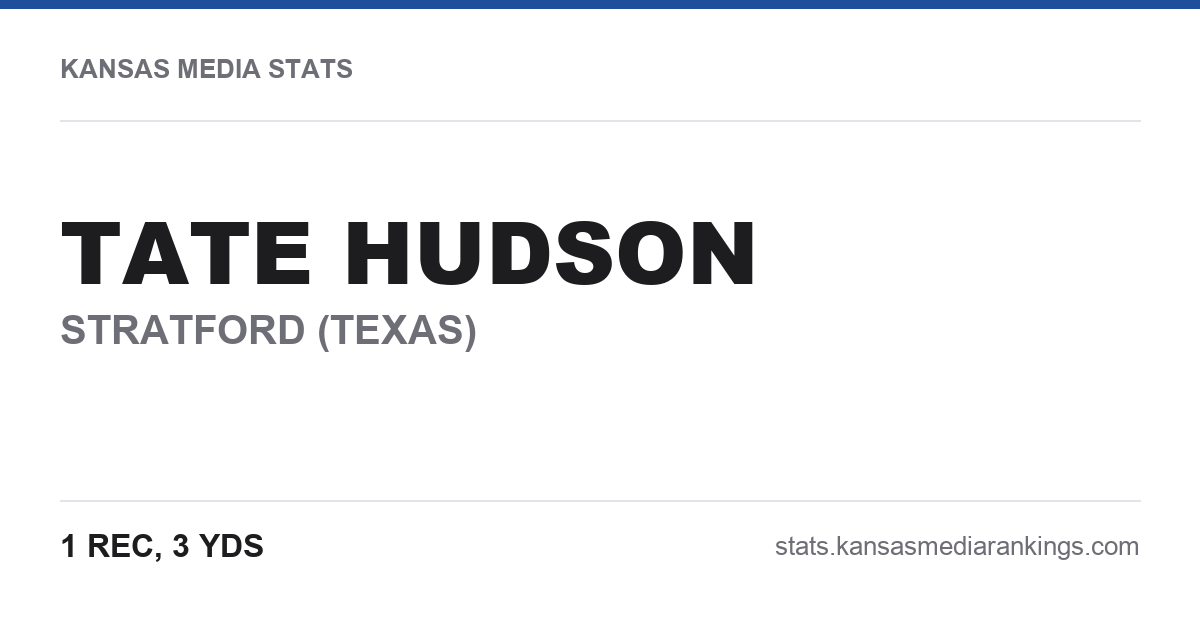 KANSAS MEDIA STATS
TATE HUDSON
STRATFORD (TEXAS)
1 REC, 3 YDS
stats.kansasmediarankings.com